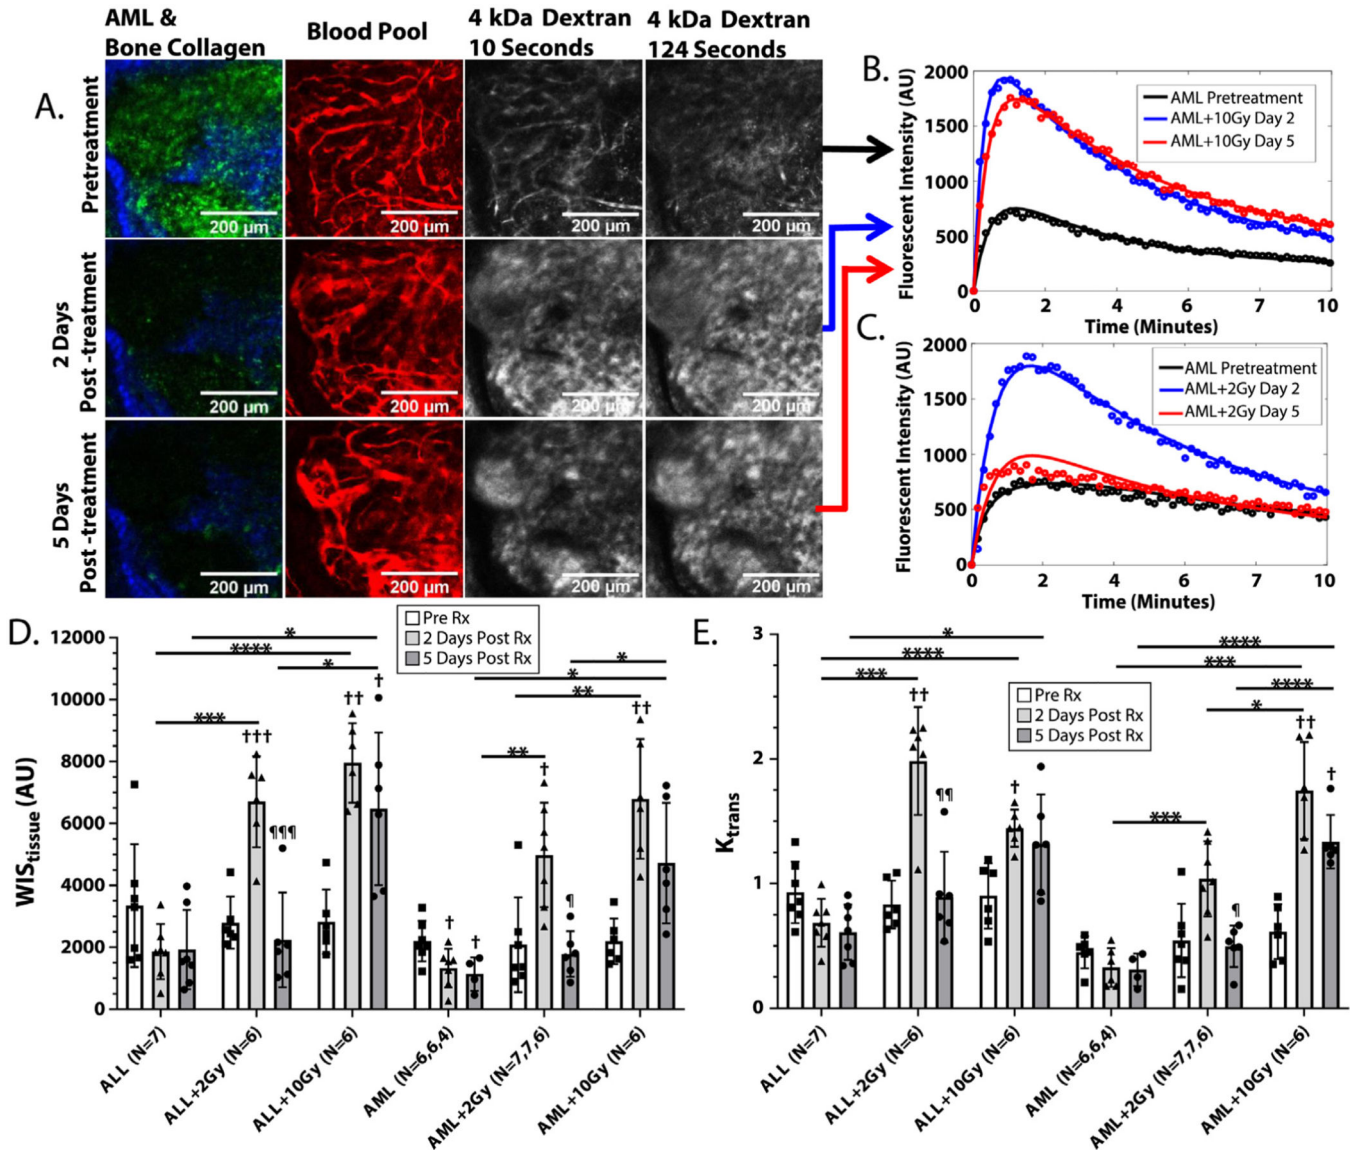 AML &
Bone Collagen
Blood Pool
4 kDa Dextran
10 Seconds
4 kDa Dextran
124 Seconds
A.
Pretreatment
200 µm
200 µm
200 µm
200 µm
2 Days
Post -treatment
200 µm
200 µm
200 µm
200 µm
5 Days
Post -treatment
200 µm
200 µm
200 µm
200 µm
B.
Fluorescent Intensity (AU)
2000
1500
1000
500
0
AML Pretreatment
AML+10Gy Day 2
AML+10Gy Day 5
0 2 4 6 7 10
Time (Minutes)
C.
Fluorescent Intensity (AU)
2000
1500
1000
500
0
AML Pretreatment
AML+2Gy Day 2
AML+2Gy Day 5
0 2 4 6 7 10
Time (Minutes)
D.
Pre Rx
2 Days Post Rx
5 Days Post Rx
WIStissue (AU)
12000
10000
8000
6000
4000
2000
0
*
****
*
***
*
*
**
**
†††
¶¶¶
††
†
†
†
†
¶
††
ALL (N=7)
ALL+2Gy (N=6)
ALL+10Gy (N=6)
AML (N=6,6,4)
AML+2Gy (N=7,7,6)
AML+10Gy (N=6)
E.
Pre Rx
2 Days Post Rx
5 Days Post Rx
Ktrans
3
2
1
0
*
****
***
****
***
****
*
***
††
¶¶
†
¶
††
†
ALL (N=7)
ALL+2Gy (N=6)
ALL+10Gy (N=6)
AML (N=6,6,4)
AML+2Gy (N=7,7,6)
AML+10Gy (N=6)